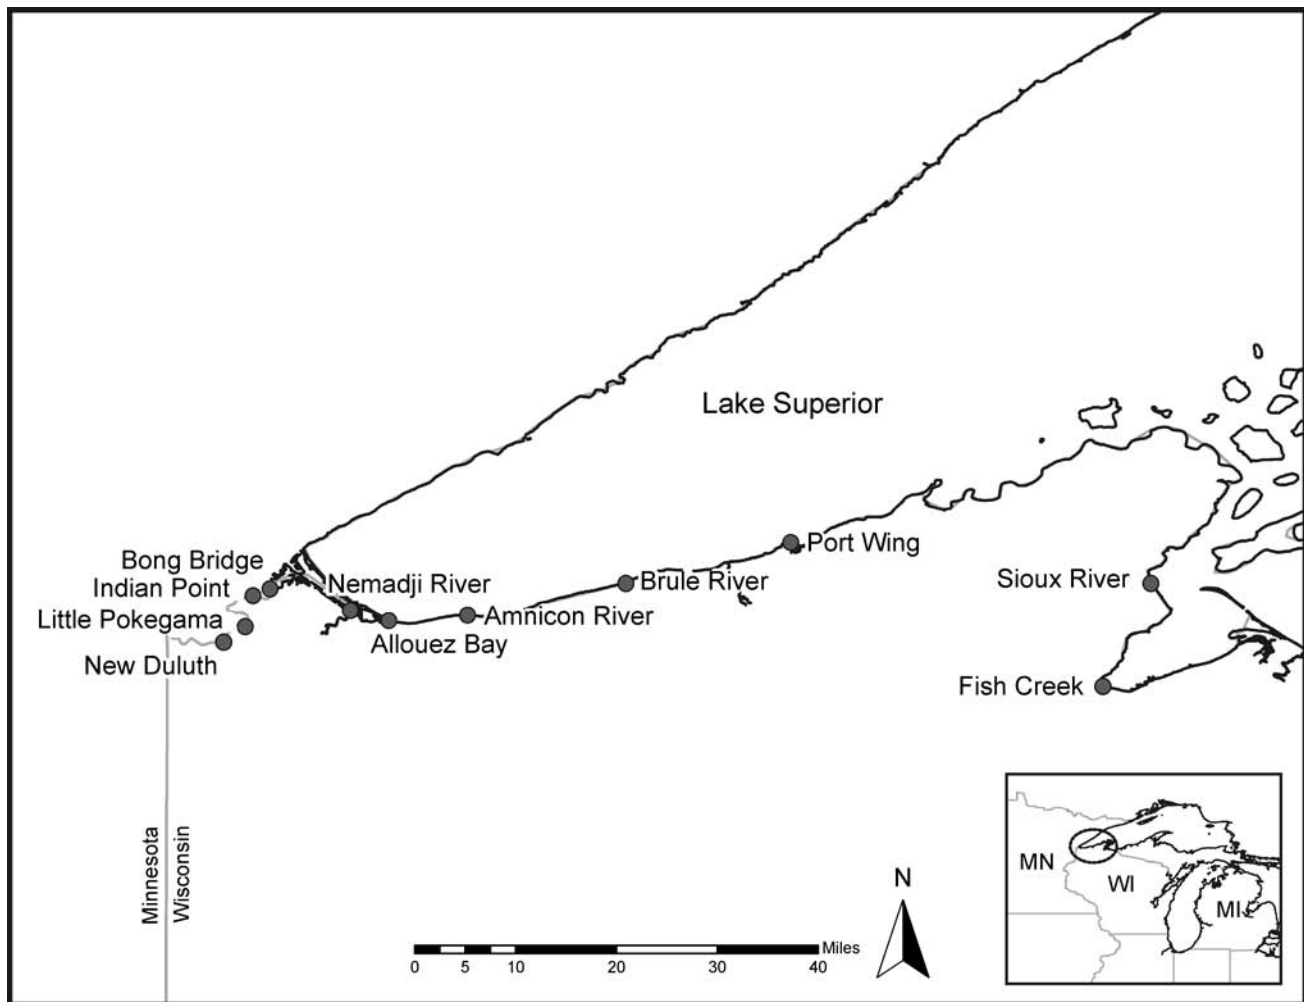 Lake Superior
Port Wing
Bong Bridge
Nemadji River
Brule River
Sioux River
Indian Point
Little Pokegama
Amnicon River
Allouez Bay
New Duluth
Fish Creek
Minnesota
Wisconsin
MN
WI
MI
N
Miles
0 5 10 20 30 40